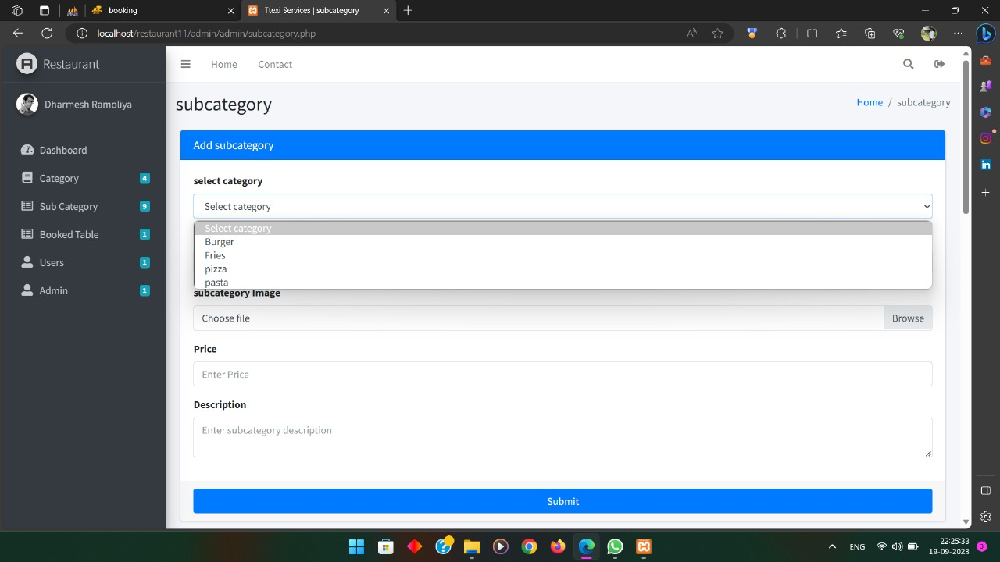 booking
Ttexi Services | subcategory
localhost/restaurant11/admin/admin/subcategory.php
Restaurant
Home
Contact
Dharmesh Ramoliya
subcategory
Home / subcategory
Dashboard
Category 4
Sub Category 9
Booked Table 1
Users 1
Admin 1
Add subcategory
select category
Select category
Select category
Burger
Fries
pizza
pasta
subcategory Image
Choose file
Browse
Price
Enter Price
Description
Enter subcategory description
Submit
ENG
22:25:33
19-09-2023
3